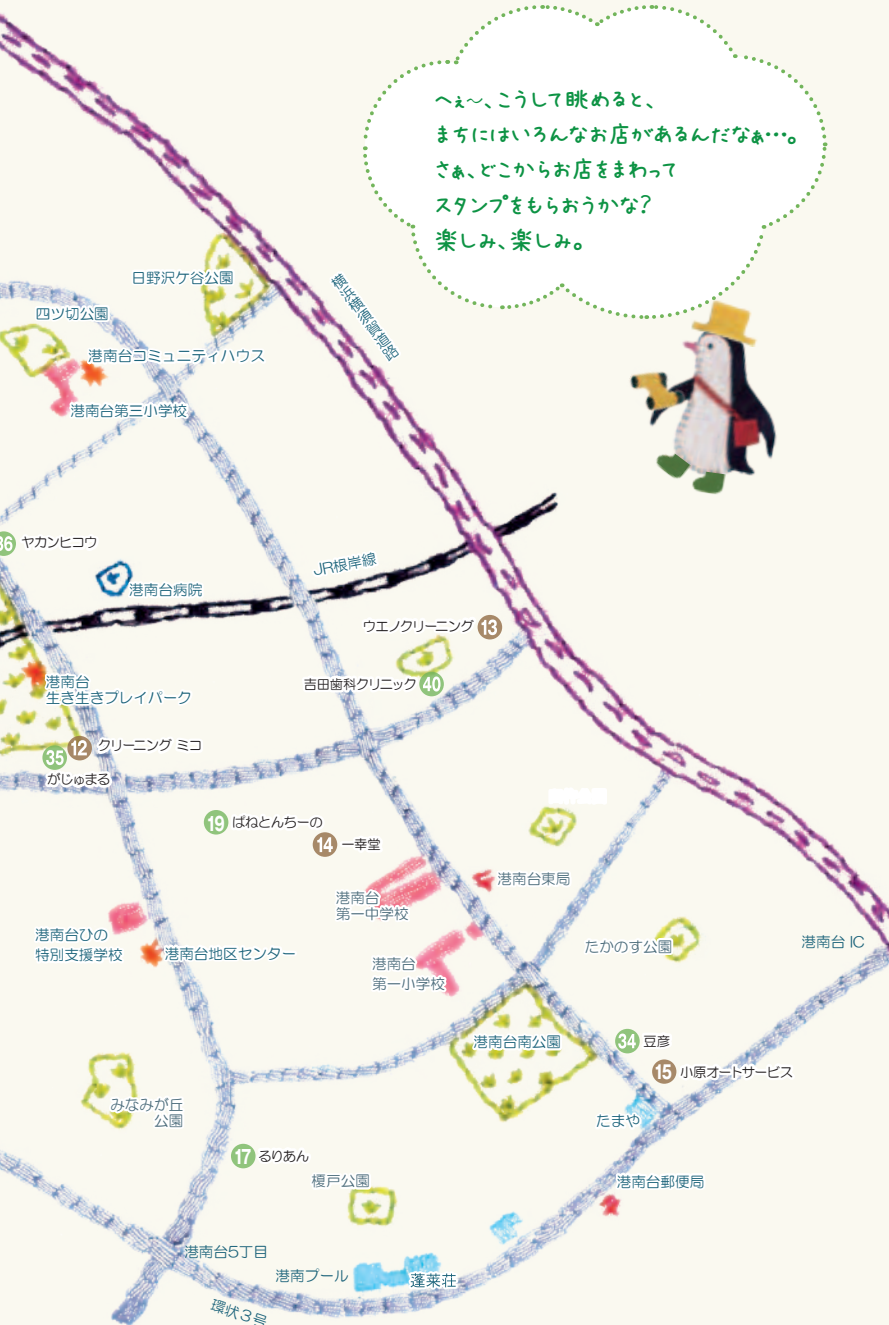 へぇ〜、こうして眺めると、
まちにはいろんなお店があるんだなぁ…。
さぁ、どこからお店をまわって
スタンプをもらおうかな?
楽しみ、楽しみ。
日野沢ケ谷公園
横浜横須賀道路
四ツ切公園
港南台コミュニティハウス
港南台第三小学校
36 ヤカンヒコウ
JR根岸線
港南台病院
ウエノクリーニング 13
吉田歯科クリニック 40
港南台
生き生きプレイパーク
12 クリーニング ミコ
35
がじゅまる
19 ぱねとんちーの
14 一幸堂
港南台東局
港南台
第一中学校
港南台ひの
特別支援学校
港南台地区センター
たかのす公園
港南台 IC
港南台
第一小学校
港南台南公園
34 豆彦
15 小原オートサービス
みなみが丘
公園
たまや
17 るりあん
榎戸公園
港南台郵便局
港南台5丁目
港南プール
蓬莱荘
環状3号